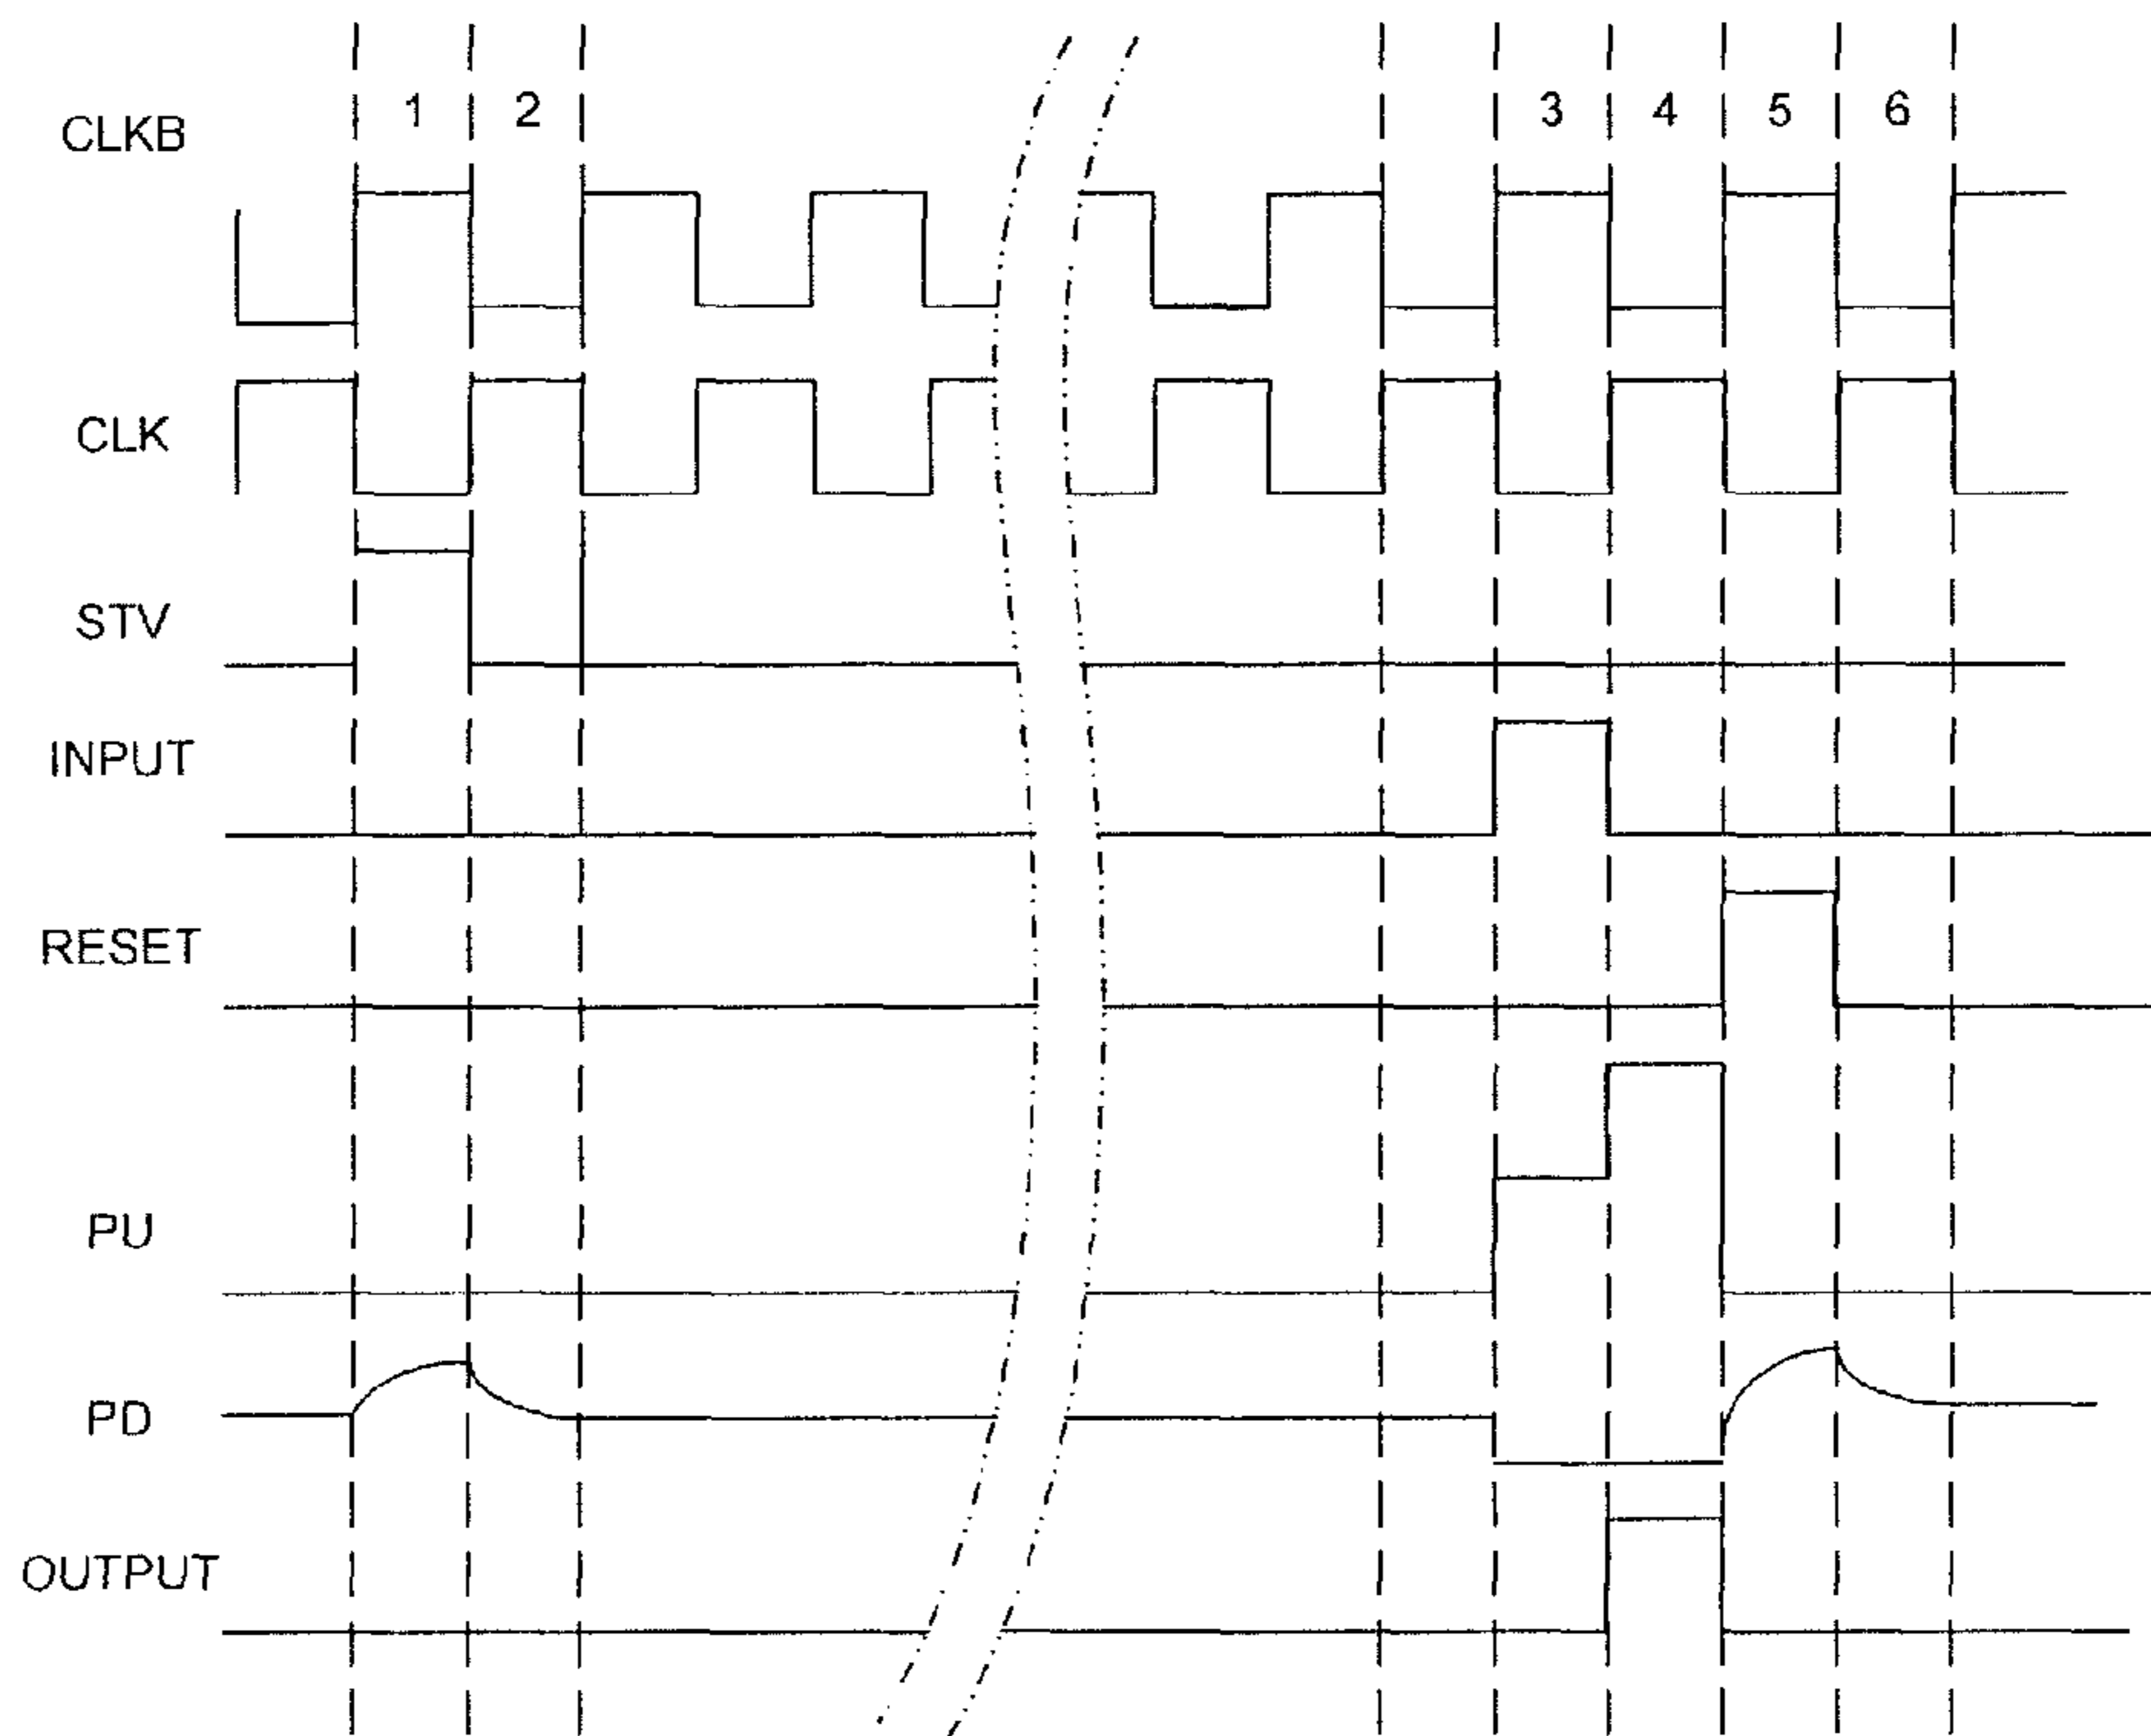 1 2 3 4 5 6
CLKB
CLK
STV
INPUT
RESET
PU
PD
OUTPUT